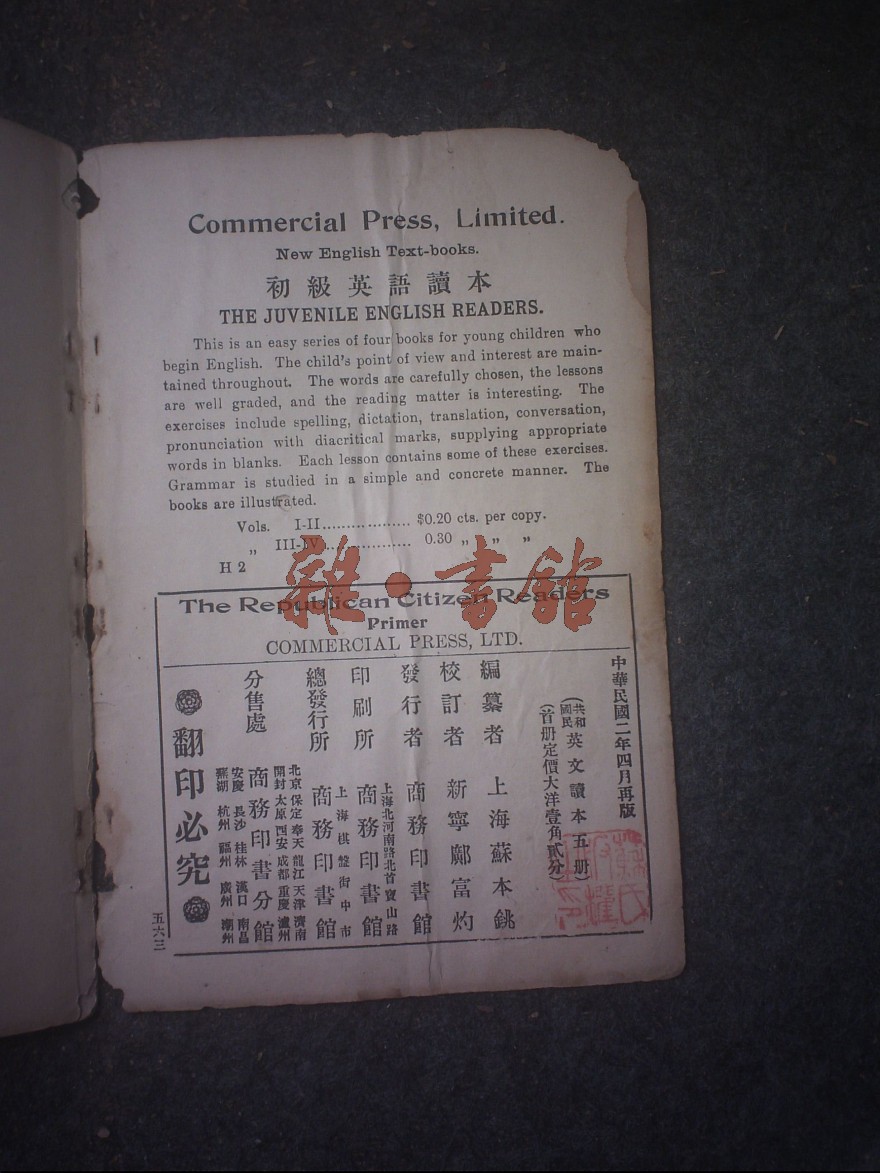 Commercial Press, Limited.
New English Text-books.
初級英語讀本
THE JUVENILE ENGLISH READERS.
This is an easy series of four books for young children who
begin English. The child's point of view and interest are main-
tained throughout. The words are carefully chosen, the lessons
are well graded, and the reading matter is interesting. The
exercises include spelling, dictation, translation, conversation,
pronunciation with diacritical marks, supplying appropriate
words in blanks. Each lesson contains some of these exercises.
Grammar is studied in a simple and concrete manner. The
books are illustrated.
Vols. I-II.................. $0.20 cts. per copy.
„ III-IV................. 0.30 „ „ „
H 2
雜·書館
The Republican Citizen Readers
Primer
COMMERCIAL PRESS, LTD.
中華民國二年四月再版
(共和國民英文讀本五册)
(首册定價大洋壹角貳分)
編纂者 上海蘇本銚
校訂者 新寧鄺富灼
發行者 商務印書館
印刷所 上海北河南路北首寶山路 商務印書館
總發行所 上海棋盤街中市 商務印書館
分售處 北京 保定 奉天 龍江 天津 濟南
開封 太原 西安 成都 重慶 瀘州
商務印書分館
安慶 長沙 桂林 漢口 南昌
蕪湖 杭州 福州 廣州 潮州
翻印必究
五六三